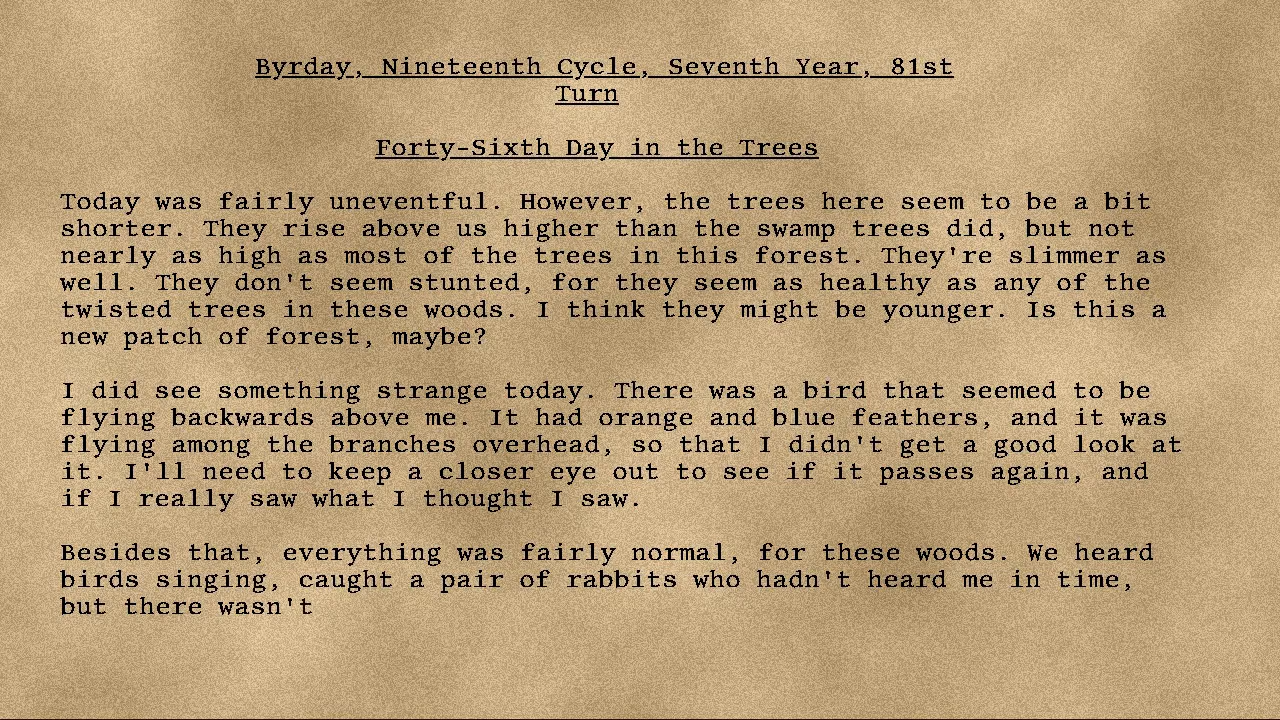 Byrday, Nineteenth Cycle, Seventh Year, 81st
Turn
Forty-Sixth Day in the Trees
Today was fairly uneventful. However, the trees here seem to be a bit
shorter. They rise above us higher than the swamp trees did, but not
nearly as high as most of the trees in this forest. They're slimmer as
well. They don't seem stunted, for they seem as healthy as any of the
twisted trees in these woods. I think they might be younger. Is this a
new patch of forest, maybe?
I did see something strange today. There was a bird that seemed to be
flying backwards above me. It had orange and blue feathers, and it was
flying among the branches overhead, so that I didn't get a good look at
it. I'll need to keep a closer eye out to see if it passes again, and
if I really saw what I thought I saw.
Besides that, everything was fairly normal, for these woods. We heard
birds singing, caught a pair of rabbits who hadn't heard me in time,
but there wasn't